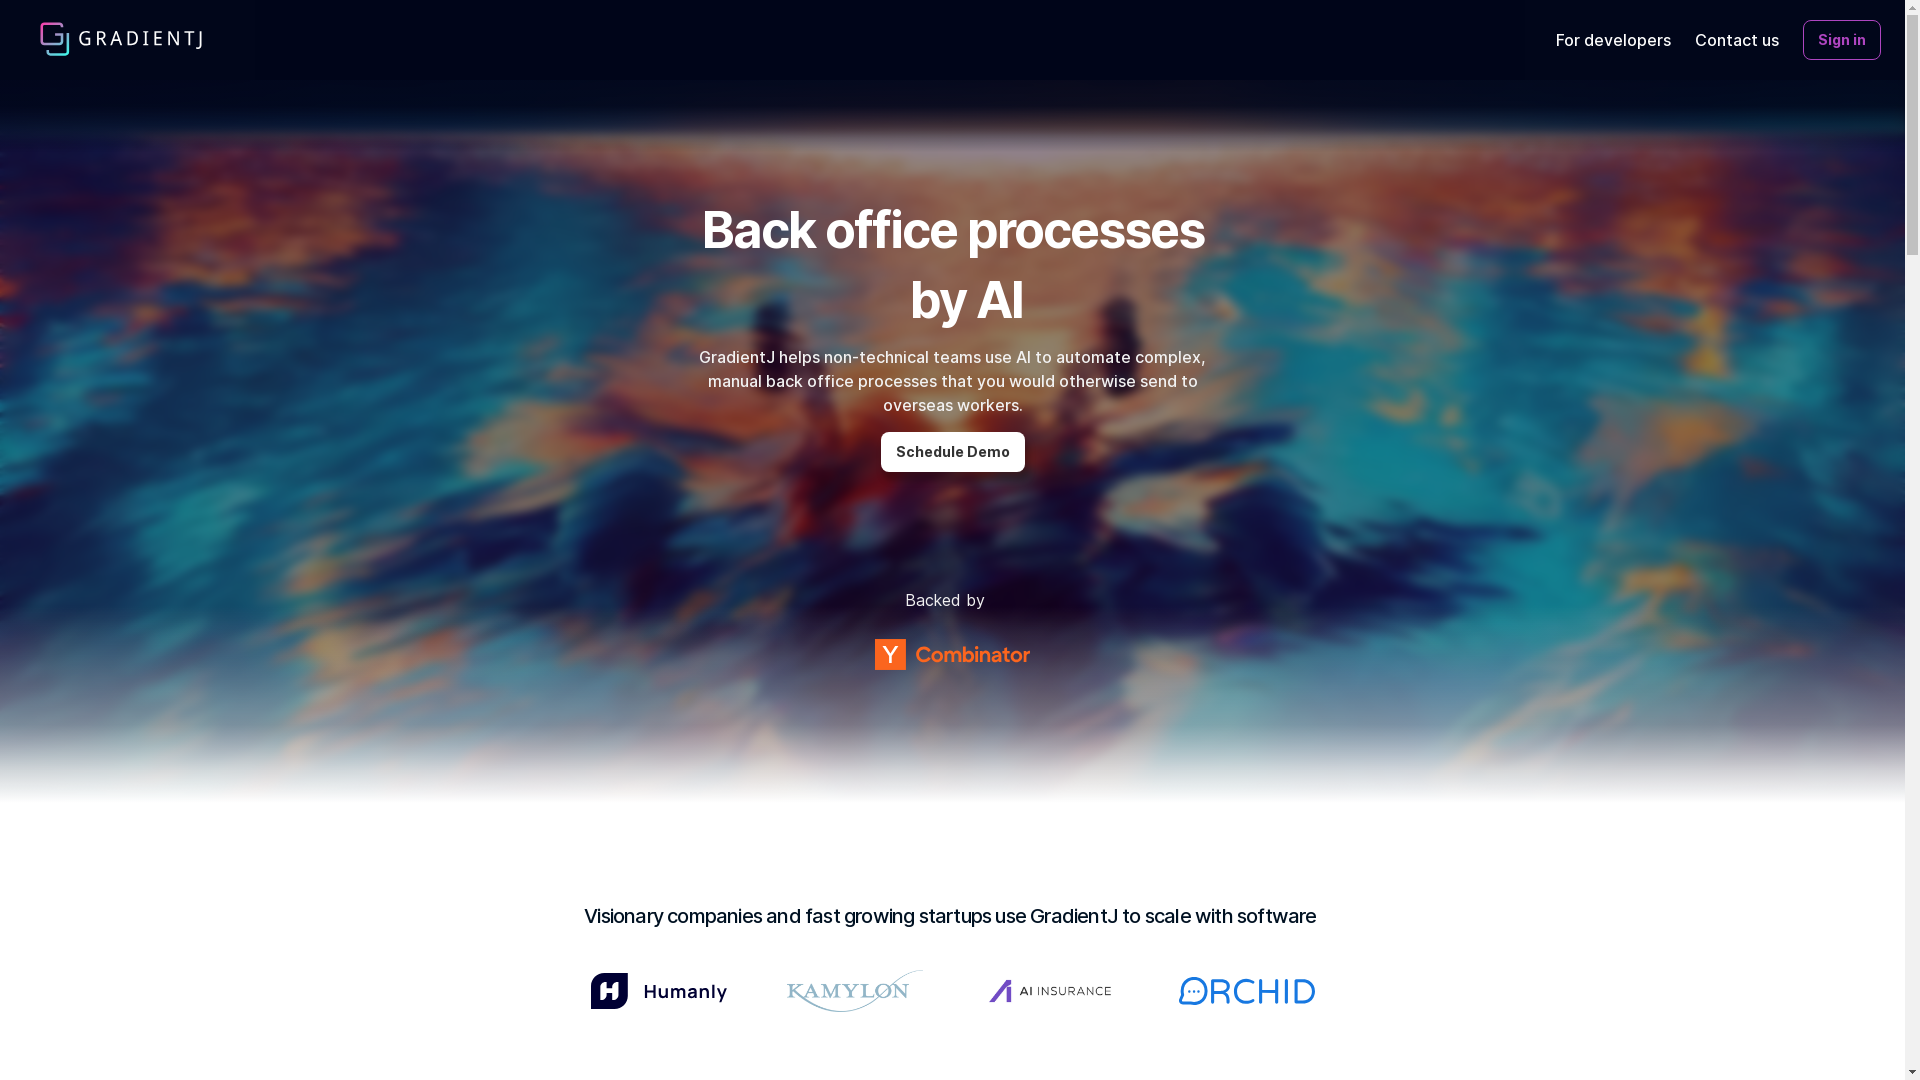 GRADIENTJ
For developers
Contact us
Sign in
Back office processes
by AI
GradientJ helps non-technical teams use AI to automate complex,
manual back office processes that you would otherwise send to
overseas workers.
Schedule Demo
Backed by
Y Combinator
Visionary companies and fast growing startups use GradientJ to scale with software
Humanly
KAMYLON
AI INSURANCE
ORCHID